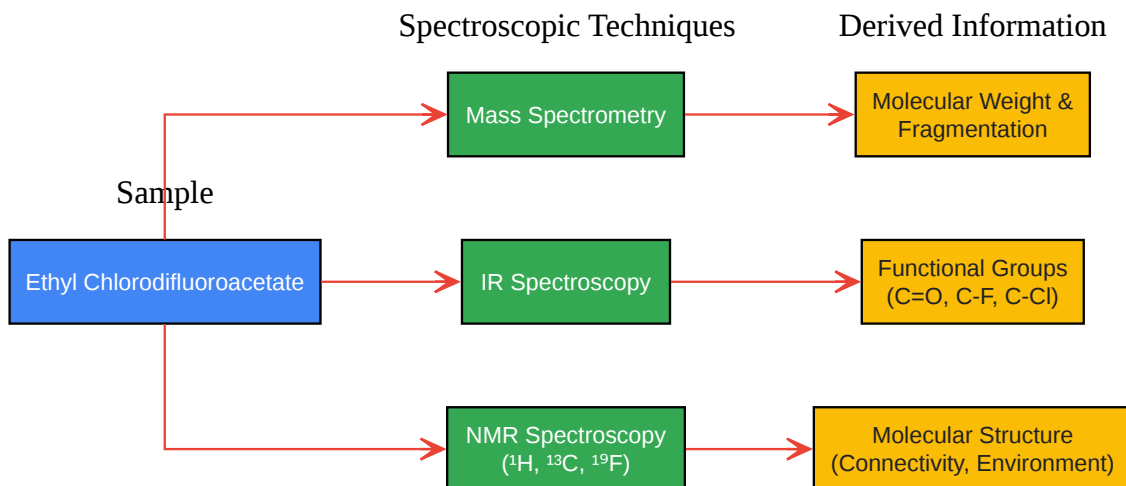 Spectroscopic Techniques
Derived Information
Mass Spectrometry
Molecular Weight &
Fragmentation
Sample
Ethyl Chlorodifluoroacetate
IR Spectroscopy
Functional Groups
(C=O, C-F, C-Cl)
NMR Spectroscopy
(¹H, ¹³C, ¹⁹F)
Molecular Structure
(Connectivity, Environment)